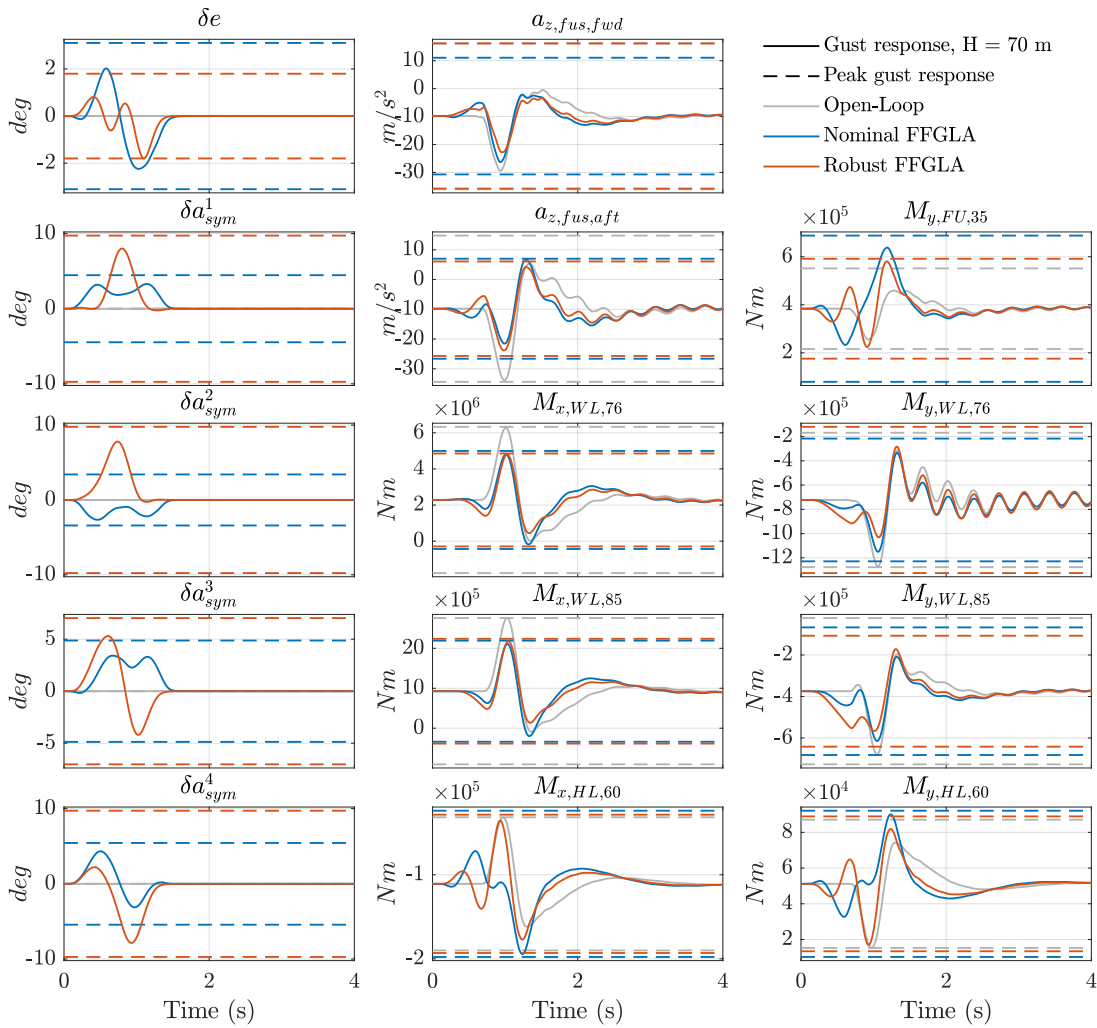 δe
2
0
-2
deg
a_{z,fus,fwd}
10
0
-10
-20
-30
m/s²
Gust response, H = 70 m
Peak gust response
Open-Loop
Nominal FFGLA
Robust FFGLA
δa¹_{sym}
10
0
-10
deg
a_{z,fus,aft}
10
0
-10
-20
-30
m/s²
×10⁵
M_{y,FU,35}
6
4
2
Nm
δa²_{sym}
10
0
-10
deg
×10⁶
M_{x,WL,76}
6
4
2
0
Nm
×10⁵
M_{y,WL,76}
-2
-4
-6
-8
-10
-12
Nm
δa³_{sym}
5
0
-5
deg
×10⁵
M_{x,WL,85}
20
10
0
Nm
×10⁵
M_{y,WL,85}
-2
-4
-6
Nm
δa⁴_{sym}
10
0
-10
deg
0 2 4
Time (s)
×10⁵
M_{x,HL,60}
-1
-2
Nm
0 2 4
Time (s)
×10⁴
M_{y,HL,60}
8
6
4
2
Nm
0 2 4
Time (s)